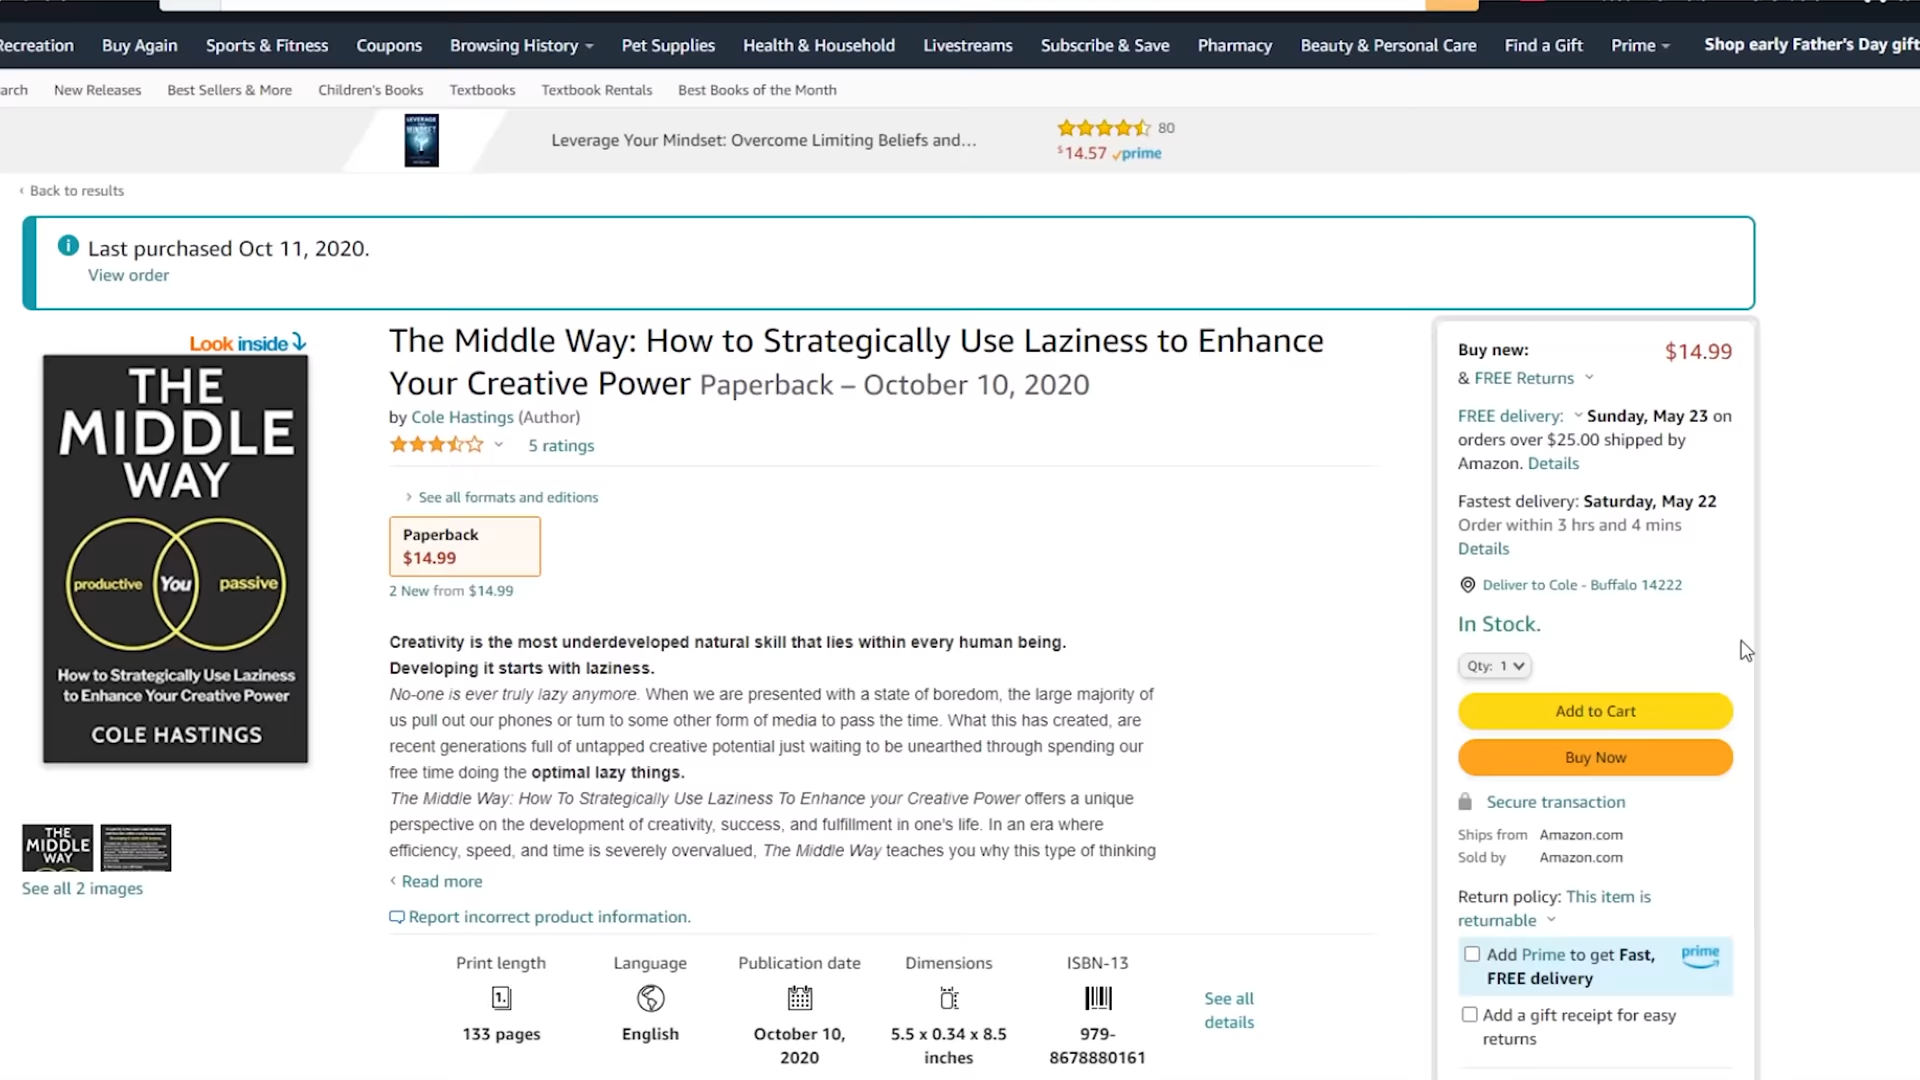 Recreation Buy Again Sports & Fitness Coupons Browsing History Pet Supplies Health & Household Livestreams Subscribe & Save Pharmacy Beauty & Personal Care Find a Gift Prime Shop early Father's Day gift
arch New Releases Best Sellers & More Children's Books Textbooks Textbook Rentals Best Books of the Month
LEVERAGE
MINDSET
Leverage Your Mindset: Overcome Limiting Beliefs and...
80
$14.57 prime
‹ Back to results
Last purchased Oct 11, 2020.
View order
Look inside
THE
MIDDLE
WAY
productive You passive
How to Strategically Use Laziness
to Enhance Your Creative Power
COLE HASTINGS
THE
MIDDLE
WAY
See all 2 images
The Middle Way: How to Strategically Use Laziness to Enhance
Your Creative Power Paperback – October 10, 2020
by Cole Hastings (Author)
5 ratings
› See all formats and editions
Paperback
$14.99
2 New from $14.99
Creativity is the most underdeveloped natural skill that lies within every human being.
Developing it starts with laziness.
No-one is ever truly lazy anymore. When we are presented with a state of boredom, the large majority of
us pull out our phones or turn to some other form of media to pass the time. What this has created, are
recent generations full of untapped creative potential just waiting to be unearthed through spending our
free time doing the optimal lazy things.
The Middle Way: How To Strategically Use Laziness To Enhance your Creative Power offers a unique
perspective on the development of creativity, success, and fulfillment in one's life. In an era where
efficiency, speed, and time is severely overvalued, The Middle Way teaches you why this type of thinking
‹ Read more
Report incorrect product information.
Print length Language Publication date Dimensions ISBN-13
1.
133 pages English October 10, 2020 5.5 x 0.34 x 8.5 inches 979-8678880161
See all
details
Buy new: $14.99
& FREE Returns
FREE delivery: Sunday, May 23 on
orders over $25.00 shipped by
Amazon. Details
Fastest delivery: Saturday, May 22
Order within 3 hrs and 4 mins
Details
Deliver to Cole - Buffalo 14222
In Stock.
Qty: 1
Add to Cart
Buy Now
Secure transaction
Ships from Amazon.com
Sold by Amazon.com
Return policy: This item is
returnable
Add Prime to get Fast,
FREE delivery
prime
Add a gift receipt for easy
returns